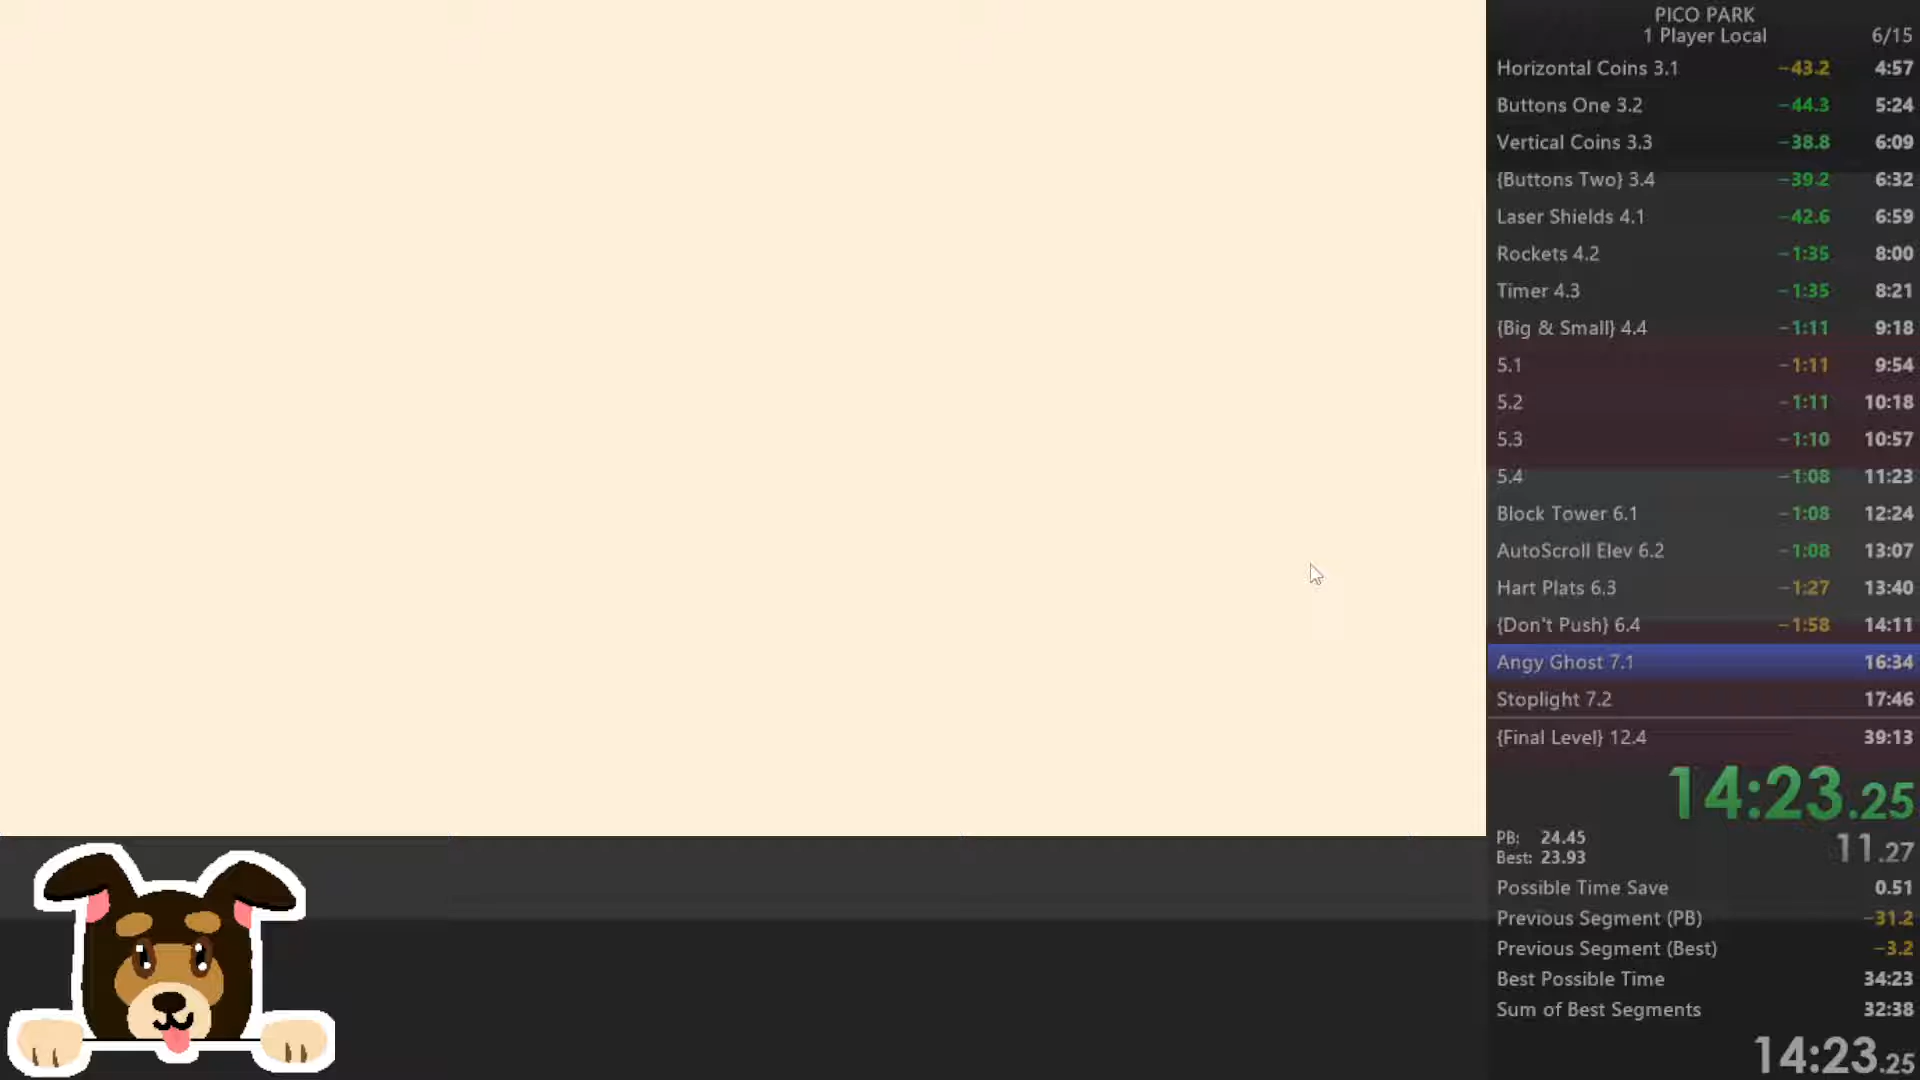 PICO PARK
1 Player Local 6/15
Horizontal Coins 3.1 −43.2 4:57
Buttons One 3.2 −44.3 5:24
Vertical Coins 3.3 −38.8 6:09
{Buttons Two} 3.4 −39.2 6:32
Laser Shields 4.1 −42.6 6:59
Rockets 4.2 −1:35 8:00
Timer 4.3 −1:35 8:21
{Big & Small} 4.4 −1:11 9:18
5.1 −1:11 9:54
5.2 −1:11 10:18
5.3 −1:10 10:57
5.4 −1:08 11:23
Block Tower 6.1 −1:08 12:24
AutoScroll Elev 6.2 −1:08 13:07
Hart Plats 6.3 −1:27 13:40
{Don't Push} 6.4 −1:58 14:11
Angy Ghost 7.1 16:34
Stoplight 7.2 17:46
{Final Level} 12.4 39:13
14:23.25
PB: 24.45
Best: 23.93 11.27
Possible Time Save 0.51
Previous Segment (PB) −31.2
Previous Segment (Best) −3.2
Best Possible Time 34:23
Sum of Best Segments 32:38
14:23.25